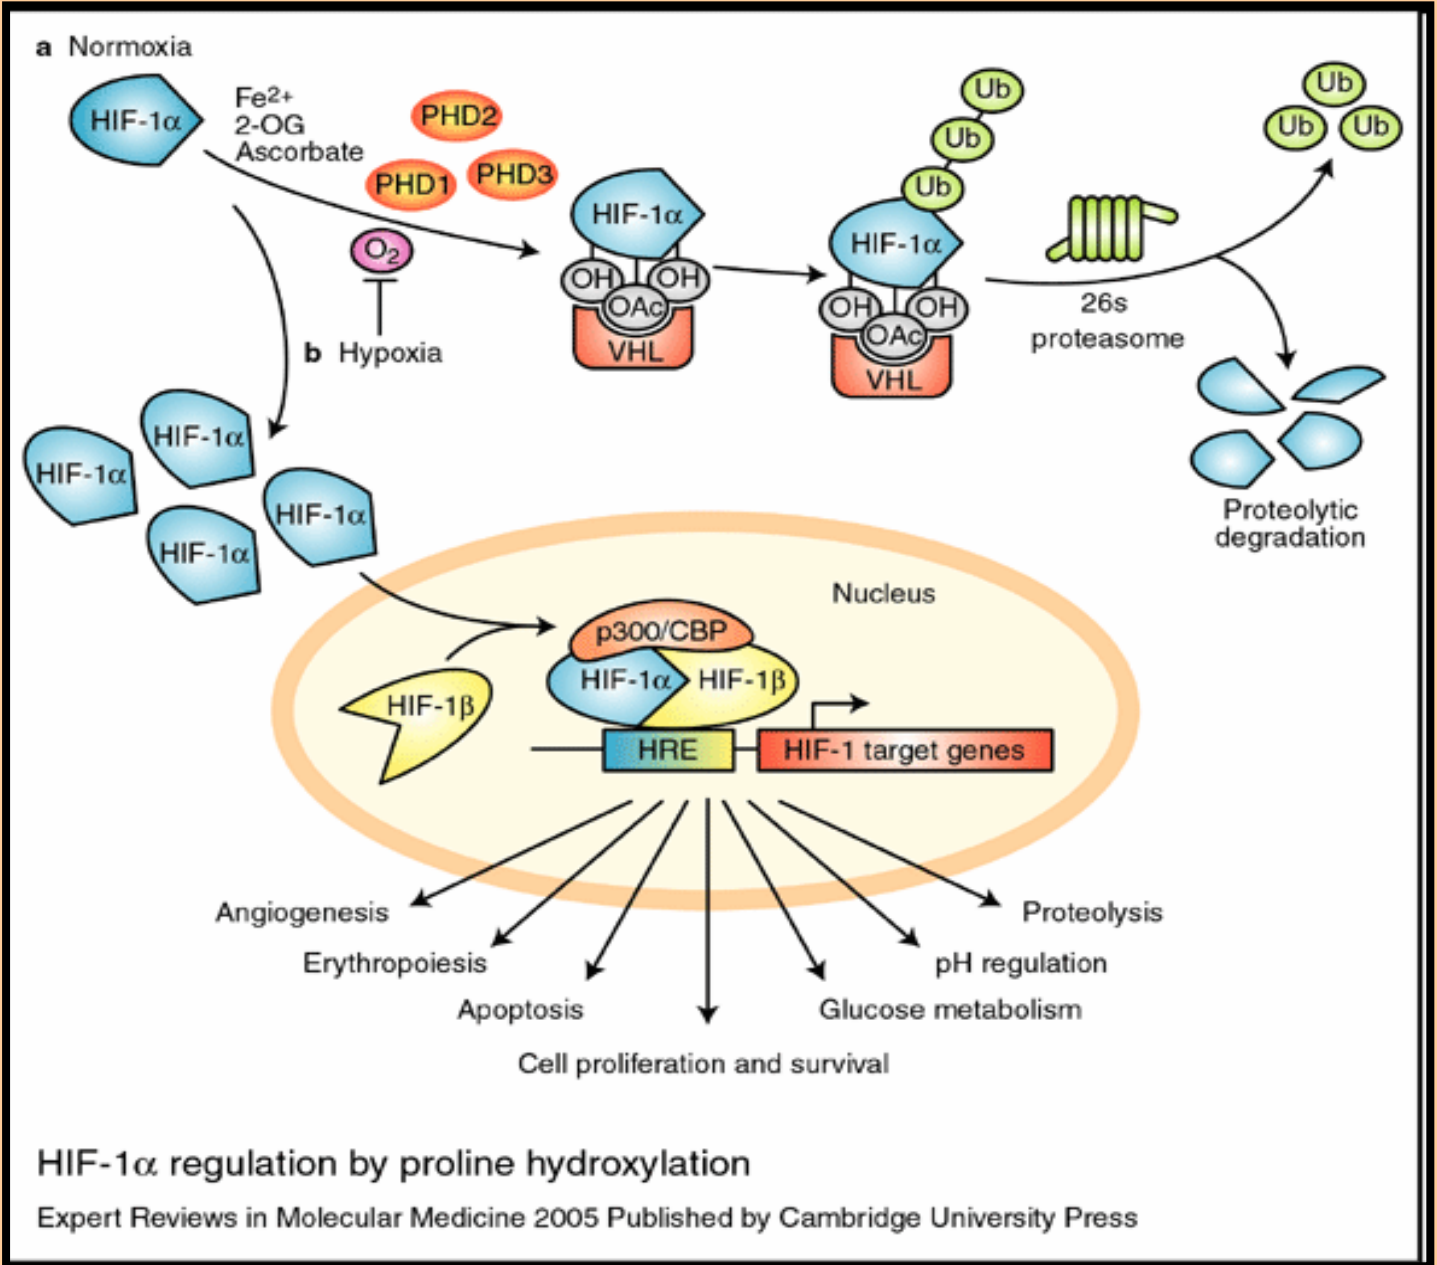 a Normoxia
HIF-1α
Fe2+
2-OG
Ascorbate
PHD2
PHD1
PHD3
O2
HIF-1α
OH
OH
OAc
VHL
Ub
Ub
Ub
HIF-1α
OH
OH
OAc
VHL
26s
proteasome
Ub
Ub
Ub
Proteolytic
degradation
b Hypoxia
HIF-1α
HIF-1α
HIF-1α
HIF-1α
Nucleus
p300/CBP
HIF-1α
HIF-1β
HIF-1β
HRE
HIF-1 target genes
Angiogenesis
Erythropoiesis
Apoptosis
Cell proliferation and survival
Glucose metabolism
pH regulation
Proteolysis
HIF-1α regulation by proline hydroxylation
Expert Reviews in Molecular Medicine 2005 Published by Cambridge University Press